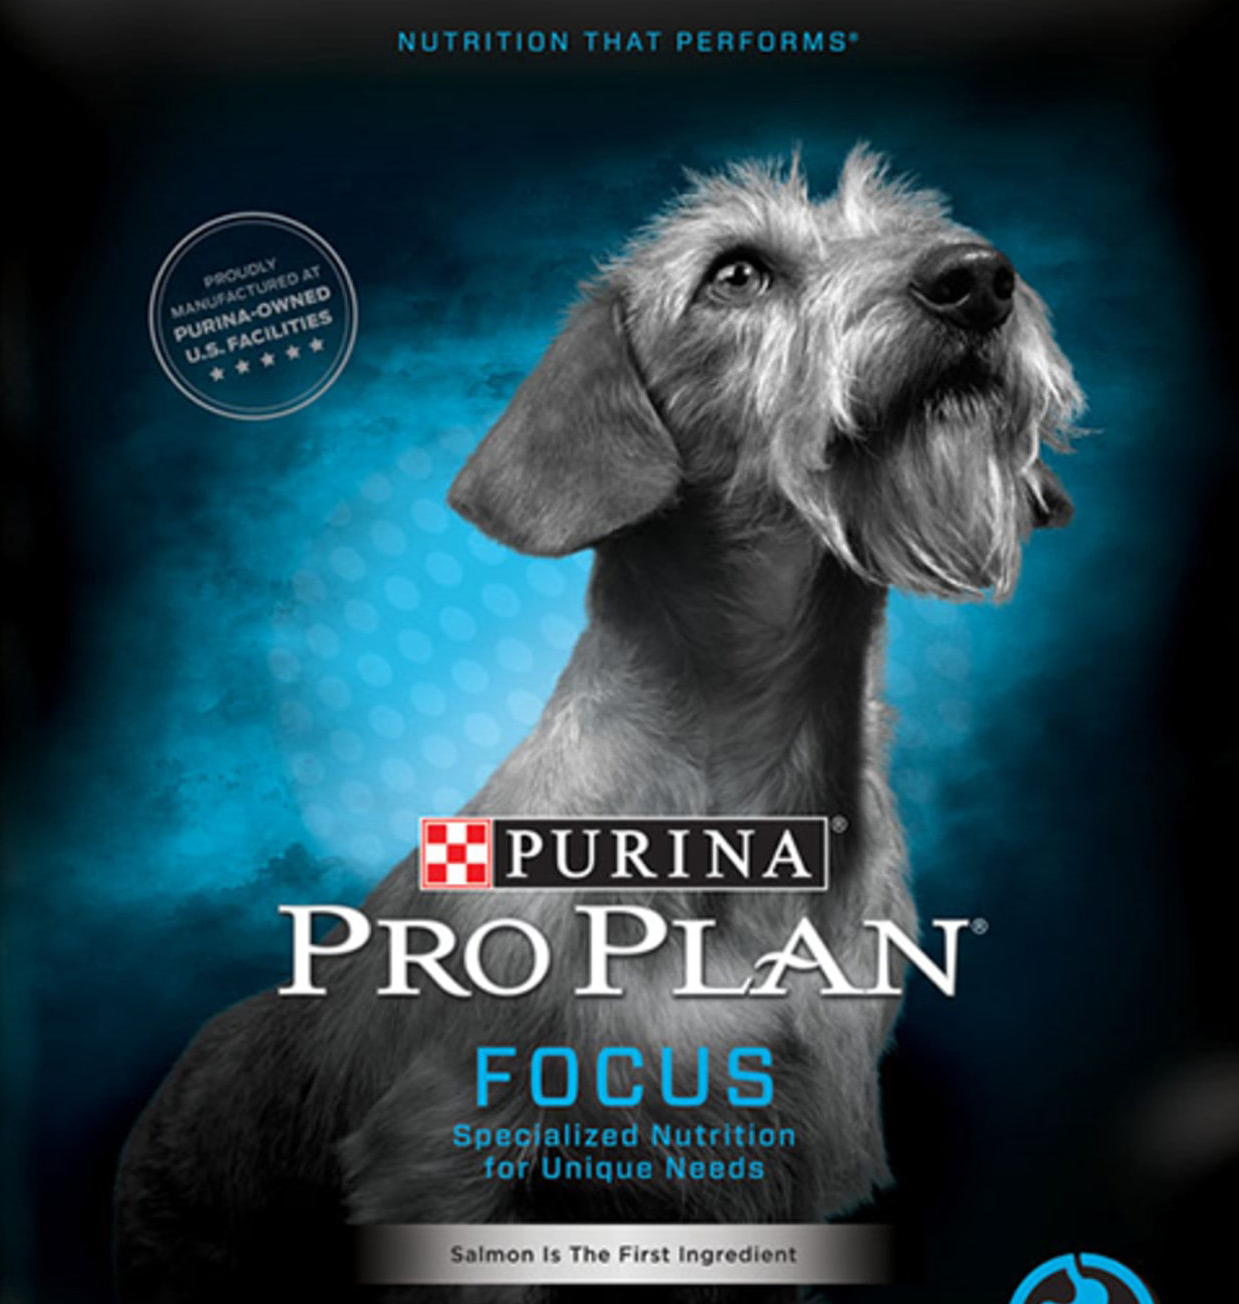 NUTRITION THAT PERFORMS®
PROUDLY
MANUFACTURED AT
PURINA-OWNED
U.S. FACILITIES
PURINA®
PRO PLAN®
FOCUS
Specialized Nutrition
for Unique Needs
Salmon Is The First Ingredient